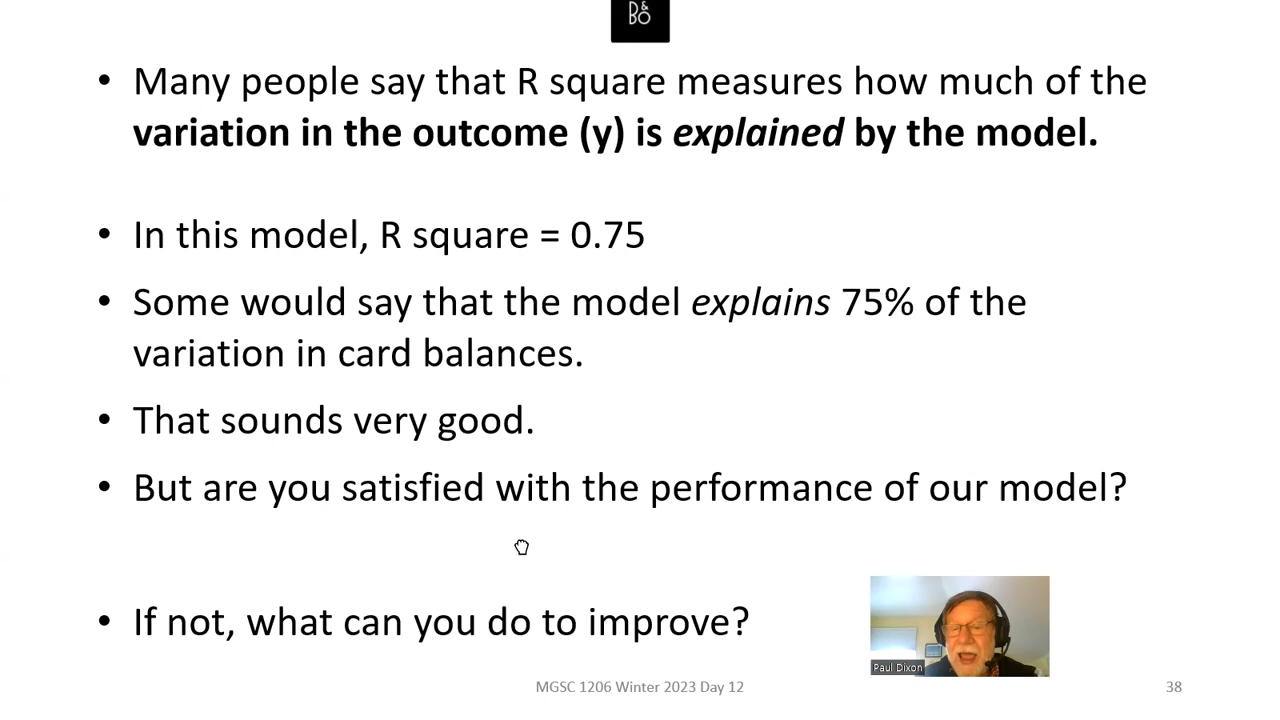 B&
BO
• Many people say that R square measures how much of the
variation in the outcome (y) is explained by the model.
• In this model, R square = 0.75
• Some would say that the model explains 75% of the
variation in card balances.
• That sounds very good.
• But are you satisfied with the performance of our model?
• If not, what can you do to improve?
Paul Dixon
MGSC 1206 Winter 2023 Day 12
38